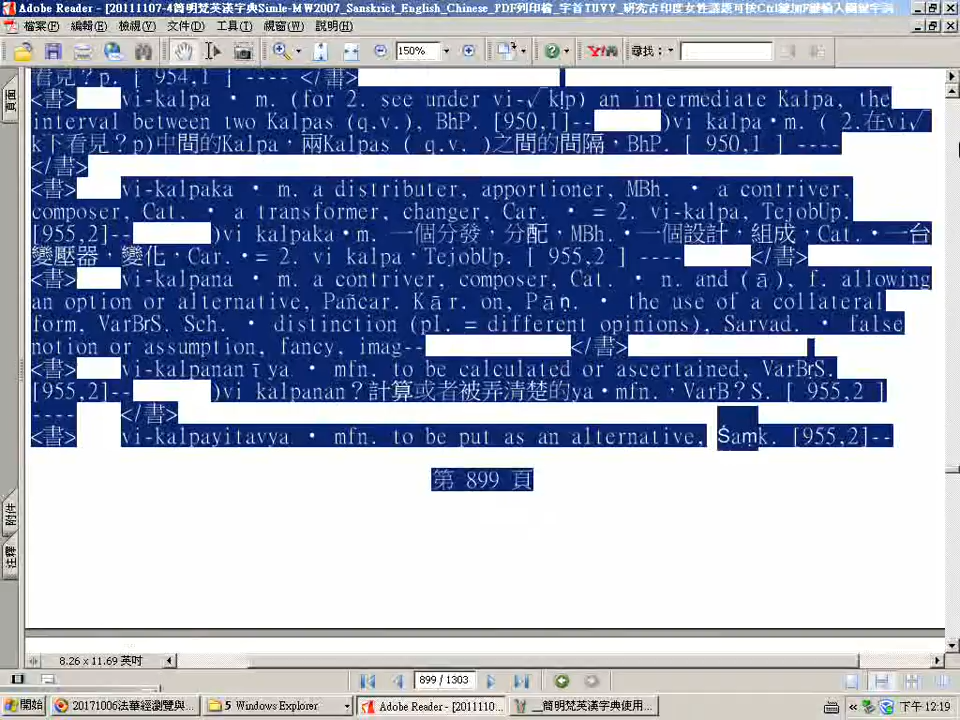 Adobe Reader - [20111107-4簡明梵英漢字典Simle-MW2007_Sanskrict_English_Chinese_PDF列印檔_字首TUVY_研究古印度女性議題可按Ctrl鍵加F鍵輸入關鍵字詞
檔案(F) 編輯(E) 檢視(V) 文件(D) 工具(T) 視窗(W) 說明(H)
150% Y! 尋找：
頁面
看見？p. [ 954,1 ] ---- </書>
<書> vi-kalpa • m. (for 2. see under vi-√klp) an intermediate Kalpa, the
interval between two Kalpas (q.v.), BhP. [950,1]-- )vi kalpa•m. ( 2.在vi√
k下看見？p)中間的Kalpa，兩Kalpas ( q.v. )之間的間隔，BhP. [ 950,1 ] ----
</書>
<書> vi-kalpaka • m. a distributer, apportioner, MBh. • a contriver,
composer, Cat. • a transformer, changer, Car. • = 2. vi-kalpa, TejobUp.
[955,2]-- )vi kalpaka•m. 一個分發，分配，MBh.•一個設計，組成，Cat.•一台
變壓器，變化，Car.•= 2. vi kalpa，TejobUp. [ 955,2 ] ---- </書>
<書> vi-kalpana • m. a contriver, composer, Cat. • n. and (ā), f. allowing
an option or alternative, Pañcar. Kār. on, Pāṇ. • the use of a collateral
form, VarBrS. Sch. • distinction (pl. = different opinions), Sarvad. • false
notion or assumption, fancy, imag-- </書>
<書> vi-kalpananīya • mfn. to be calculated or ascertained, VarBrS.
[955,2]-- )vi kalpanan？計算或者被弄清楚的ya•mfn.，VarB？S. [ 955,2 ]
---- </書>
<書> vi-kalpayitavya • mfn. to be put as an alternative, Śaṃk. [955,2]--
第 899 頁
附件
注釋
8.26 x 11.69 英吋
899 / 1303
開始 20171006法華經瀏覽與... 5 Windows Explorer Adobe Reader - [2011110... __簡明梵英漢字典使用... 下午 12:19